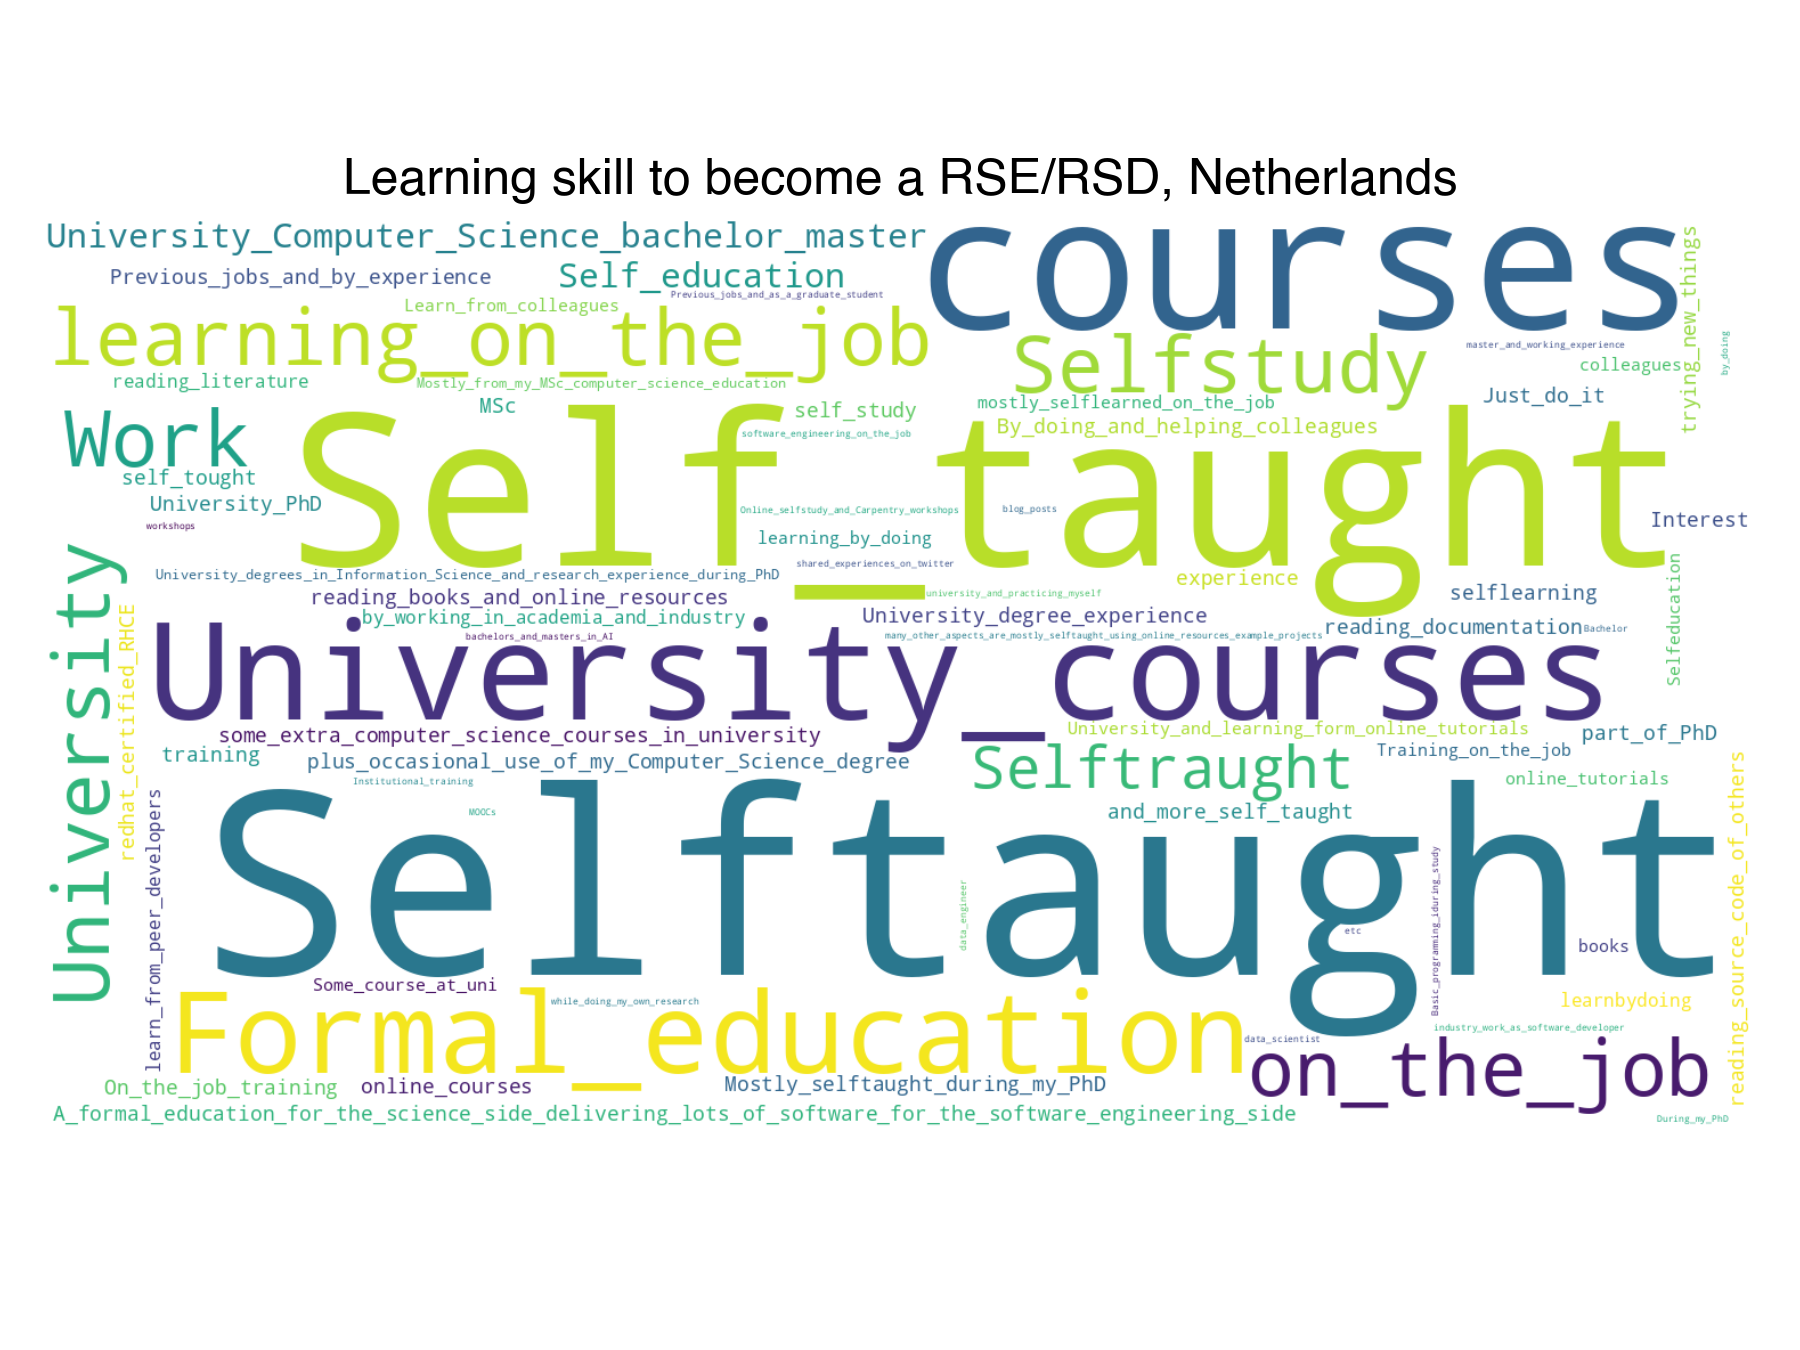 Learning skill to become a RSE/RSD, Netherlands
University_Computer_Science_bachelor_master
courses
trying_new_things
Previous_jobs_and_by_experience
Self_education
Previous_jobs_and_as_a_graduate_student
Learn_from_colleagues
learning_on_the_job
Selfstudy
master_and_working_experience
by_doing
colleagues
reading_literature
Mostly_from_my_MSc_computer_science_education
Just_do_it
MSc
self_study
mostly_selflearned_on_the_job
Work
Self_taught
By_doing_and_helping_colleagues
software_engineering_on_the_job
self_tought
University_PhD
Online_selfstudy_and_Carpentry_workshops
blog_posts
Interest
workshops
learning_by_doing
University
shared_experiences_on_twitter
University_degrees_in_Information_Science_and_research_experience_during_PhD
experience
Selfeducation
university_and_practicing_myself
selflearning
reading_books_and_online_resources
redhat_certified_RHCE
by_working_in_academia_and_industry
University_degree_experience
reading_documentation
Bachelor
bachelors_and_masters_in_AI
many_other_aspects_are_mostly_selftaught_using_online_resources_example_projects
University_courses
some_extra_computer_science_courses_in_university
University_and_learning_form_online_tutorials
part_of_PhD
training
plus_occasional_use_of_my_Computer_Science_degree
Selftraught
Training_on_the_job
Institutional_training
online_tutorials
MOOCs
and_more_self_taught
reading_source_code_of_others
learn_from_peer_developers
Selftaught
data_engineer
Basic_programming_iduring_study
etc
books
Some_course_at_uni
Formal_education
while_doing_my_own_research
learnbydoing
industry_work_as_software_developer
data_scientist
on_the_job
On_the_job_training
online_courses
Mostly_selftaught_during_my_PhD
A_formal_education_for_the_science_side_delivering_lots_of_software_for_the_software_engineering_side
During_my_PhD